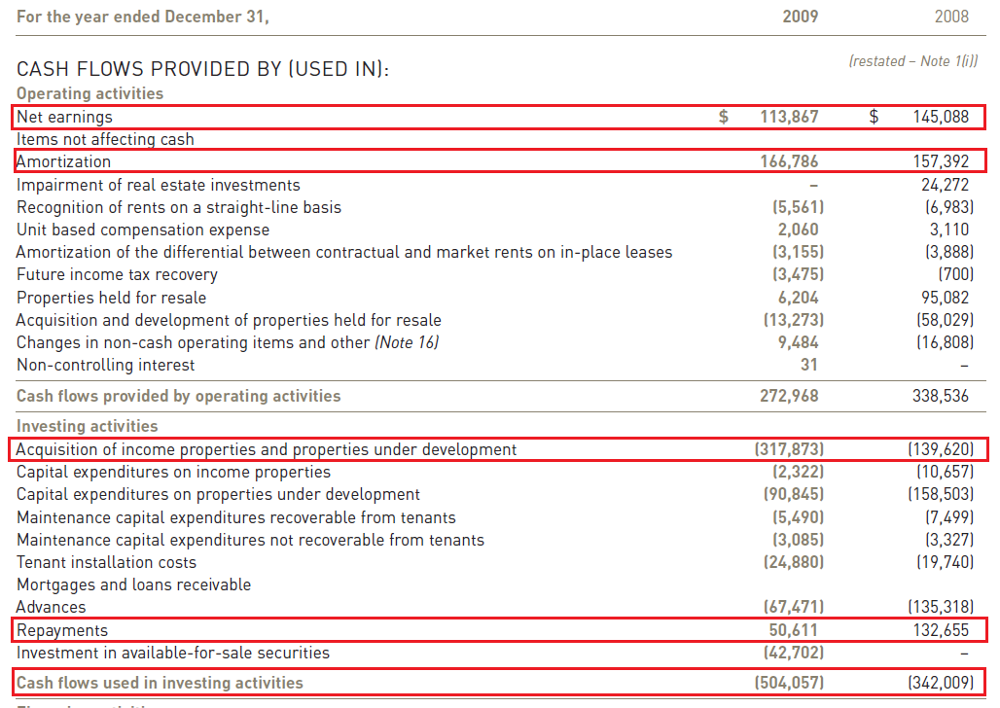 For the year ended December 31, 2009 2008
CASH FLOWS PROVIDED BY (USED IN): (restated – Note 1(i))
Operating activities
Net earnings $ 113,867 $ 145,088
Items not affecting cash
Amortization 166,786 157,392
Impairment of real estate investments – 24,272
Recognition of rents on a straight-line basis (5,561) (6,983)
Unit based compensation expense 2,060 3,110
Amortization of the differential between contractual and market rents on in-place leases (3,155) (3,888)
Future income tax recovery (3,475) (700)
Properties held for resale 6,204 95,082
Acquisition and development of properties held for resale (13,273) (58,029)
Changes in non-cash operating items and other (Note 16) 9,484 (16,808)
Non-controlling interest 31 –
Cash flows provided by operating activities 272,968 338,536
Investing activities
Acquisition of income properties and properties under development (317,873) (139,620)
Capital expenditures on income properties (2,322) (10,657)
Capital expenditures on properties under development (90,845) (158,503)
Maintenance capital expenditures recoverable from tenants (5,490) (7,499)
Maintenance capital expenditures not recoverable from tenants (3,085) (3,327)
Tenant installation costs (24,880) (19,740)
Mortgages and loans receivable
Advances (67,471) (135,318)
Repayments 50,611 132,655
Investment in available-for-sale securities (42,702) –
Cash flows used in investing activities (504,057) (342,009)